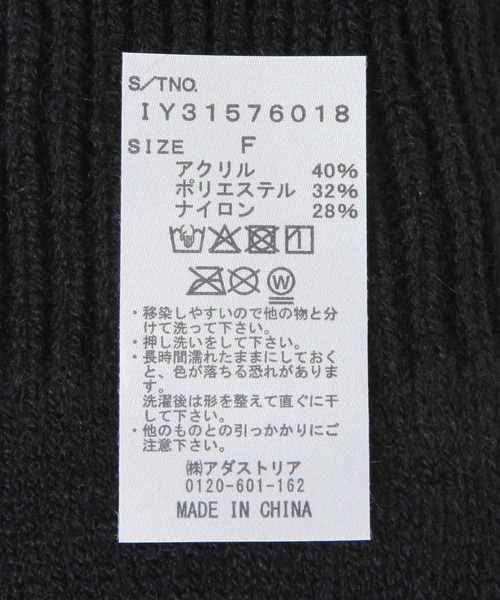 S/TNO.
IY31576018
SIZE F
アクリル 40%
ポリエステル 32%
ナイロン 28%
W
・移染しやすいので他の物と分
けて洗って下さい。
・押し洗いをして下さい。
・長時間濡れたままにしておく
と、色が落ちる恐れがありま
す。
洗濯後は形を整えて直ぐに干
して下さい。
・他のものとの引っかかりにご
注意下さい。
㈱アダストリア
0120-601-162
MADE IN CHINA